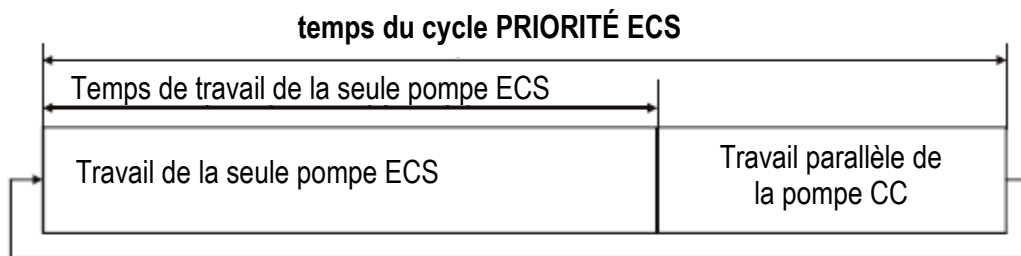 temps du cycle PRIORITÉ ECS
Temps de travail de la seule pompe ECS
Travail de la seule pompe ECS
Travail parallèle de
la pompe CC